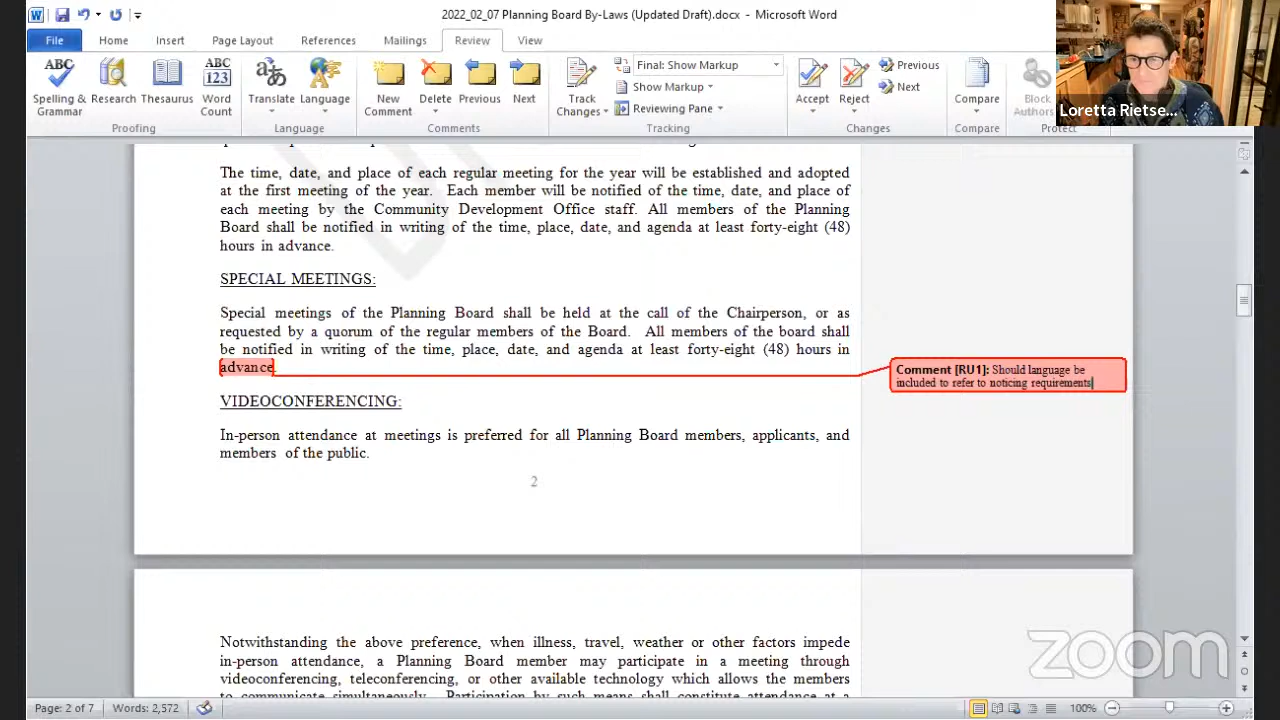 2022_02_07 Planning Board By-Laws (Updated Draft).docx - Microsoft Word
File Home Insert Page Layout References Mailings Review View
Final: Show Markup
Show Markup
Reviewing Pane
Previous
Next
Spelling & Grammar
Research
Thesaurus
Word Count
Translate
Language
New Comment
Delete
Previous
Next
Track Changes
Accept
Reject
Compare
Block Authors
Proofing
Language
Comments
Tracking
Changes
Compare
Protect
Loretta Rietse...
The time, date, and place of each regular meeting for the year will be established and adopted
at the first meeting of the year. Each member will be notified of the time, date, and place of
each meeting by the Community Development Office staff. All members of the Planning
Board shall be notified in writing of the time, place, date, and agenda at least forty-eight (48)
hours in advance.
SPECIAL MEETINGS:
Special meetings of the Planning Board shall be held at the call of the Chairperson, or as
requested by a quorum of the regular members of the Board. All members of the board shall
be notified in writing of the time, place, date, and agenda at least forty-eight (48) hours in
advance.
Comment [RU1]: Should language be
included to refer to noticing requirements
VIDEOCONFERENCING:
In-person attendance at meetings is preferred for all Planning Board members, applicants, and
members of the public.
2
Notwithstanding the above preference, when illness, travel, weather or other factors impede
in-person attendance, a Planning Board member may participate in a meeting through
videoconferencing, teleconferencing, or other available technology which allows the members
to communicate simultaneously. Participation by such means shall constitute attendance at a
zoom
Page: 2 of 7 Words: 2,572 100%